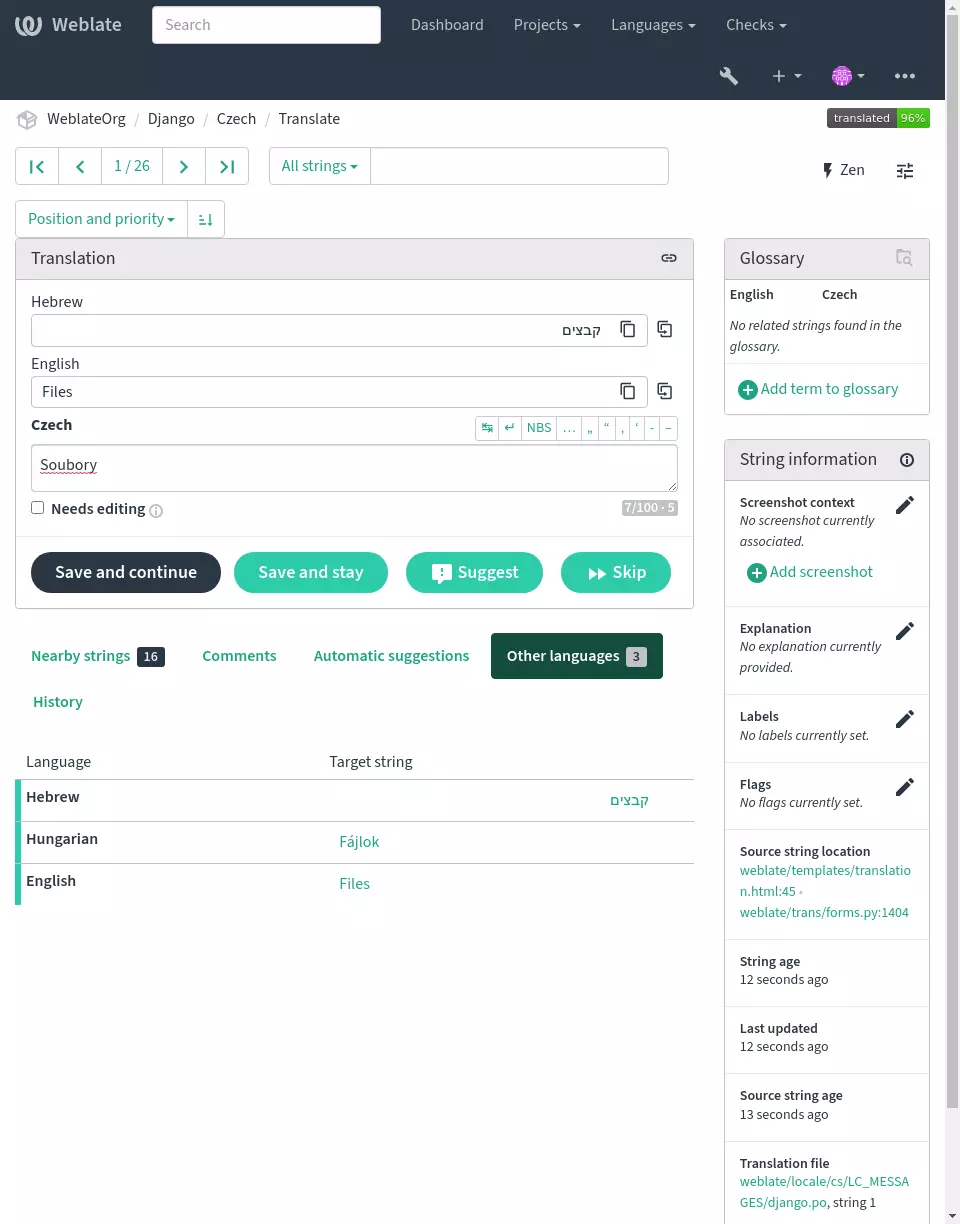 Weblate
Search
Dashboard
Projects
Languages
Checks
WeblateOrg / Django / Czech / Translate
translated 96%
1 / 26
All strings
Zen
Position and priority
Translation
Hebrew
קבצים
English
Files
Czech
NBS … „ “ ‚ ‘ - –
Soubory
Needs editing
7/100 · 5
Save and continue
Save and stay
Suggest
Skip
Nearby strings 16
Comments
Automatic suggestions
Other languages 3
History
Language Target string
Hebrew קבצים
Hungarian Fájlok
English Files
Glossary
English Czech
No related strings found in the
glossary.
Add term to glossary
String information
Screenshot context
No screenshot currently
associated.
Add screenshot
Explanation
No explanation currently
provided.
Labels
No labels currently set.
Flags
No flags currently set.
Source string location
weblate/templates/translatio
n.html:45
weblate/trans/forms.py:1404
String age
12 seconds ago
Last updated
12 seconds ago
Source string age
13 seconds ago
Translation file
weblate/locale/cs/LC_MESSA
GES/django.po, string 1